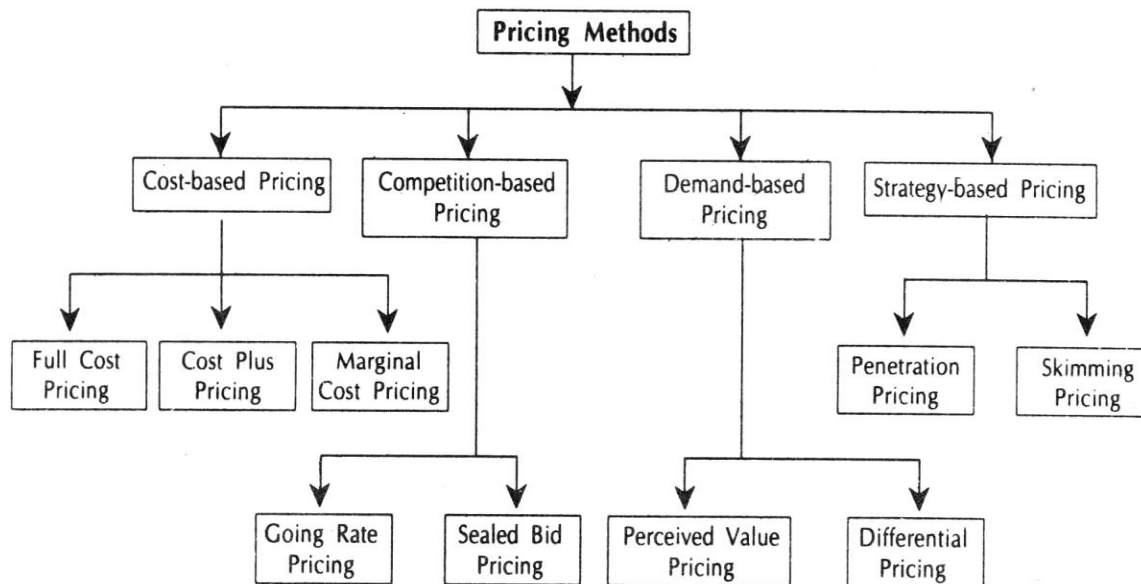 Pricing Methods
Cost-based Pricing
Competition-based
Pricing
Demand-based
Pricing
Strategy-based Pricing
Full Cost
Pricing
Cost Plus
Pricing
Marginal
Cost Pricing
Penetration
Pricing
Skimming
Pricing
Going Rate
Pricing
Sealed Bid
Pricing
Perceived Value
Pricing
Differential
Pricing